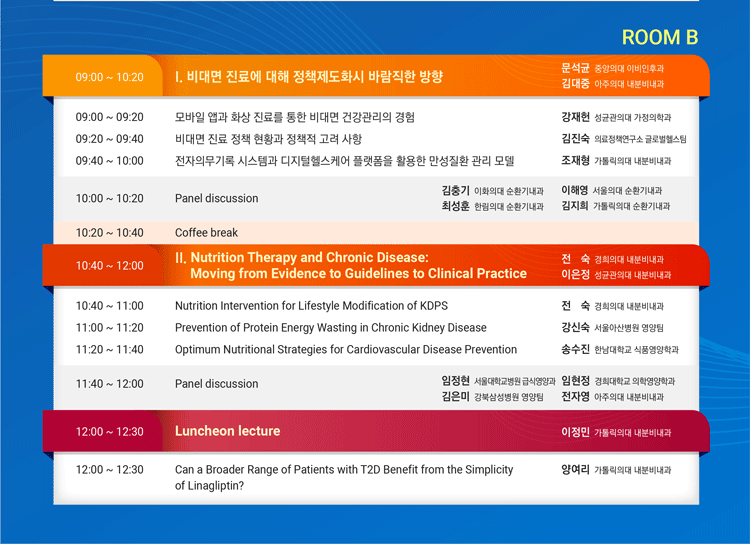 ROOM B
09:00 ~ 10:20 I. 비대면 진료에 대해 정책제도화시 바람직한 방향 문석균 중앙의대 이비인후과
김대중 아주의대 내분비내과
09:00 ~ 09:20 모바일 앱과 화상 진료를 통한 비대면 건강관리의 경험 강재헌 성균관의대 가정의학과
09:20 ~ 09:40 비대면 진료 정책 현황과 정책적 고려 사항 김진숙 의료정책연구소 글로벌헬스팀
09:40 ~ 10:00 전자의무기록 시스템과 디지털헬스케어 플랫폼을 활용한 만성질환 관리 모델 조재형 가톨릭의대 내분비내과
10:00 ~ 10:20 Panel discussion 김충기 이화의대 순환기내과 이해영 서울의대 순환기내과
최성훈 한림의대 순환기내과 김지희 가톨릭의대 순환기내과
10:20 ~ 10:40 Coffee break
10:40 ~ 12:00 II. Nutrition Therapy and Chronic Disease: 전 숙 경희의대 내분비내과
Moving from Evidence to Guidelines to Clinical Practice 이은정 성균관의대 내분비내과
10:40 ~ 11:00 Nutrition Intervention for Lifestyle Modification of KDPS 전 숙 경희의대 내분비내과
11:00 ~ 11:20 Prevention of Protein Energy Wasting in Chronic Kidney Disease 강신숙 서울아산병원 영양팀
11:20 ~ 11:40 Optimum Nutritional Strategies for Cardiovascular Disease Prevention 송수진 한남대학교 식품영양학과
11:40 ~ 12:00 Panel discussion 임정현 서울대학교병원 급식영양과 임현정 경희대학교 의학영양학과
김은미 강북삼성병원 영양팀 전자영 아주의대 내분비내과
12:00 ~ 12:30 Luncheon lecture 이정민 가톨릭의대 내분비내과
12:00 ~ 12:30 Can a Broader Range of Patients with T2D Benefit from the Simplicity 양여리 가톨릭의대 내분비내과
of Linagliptin?